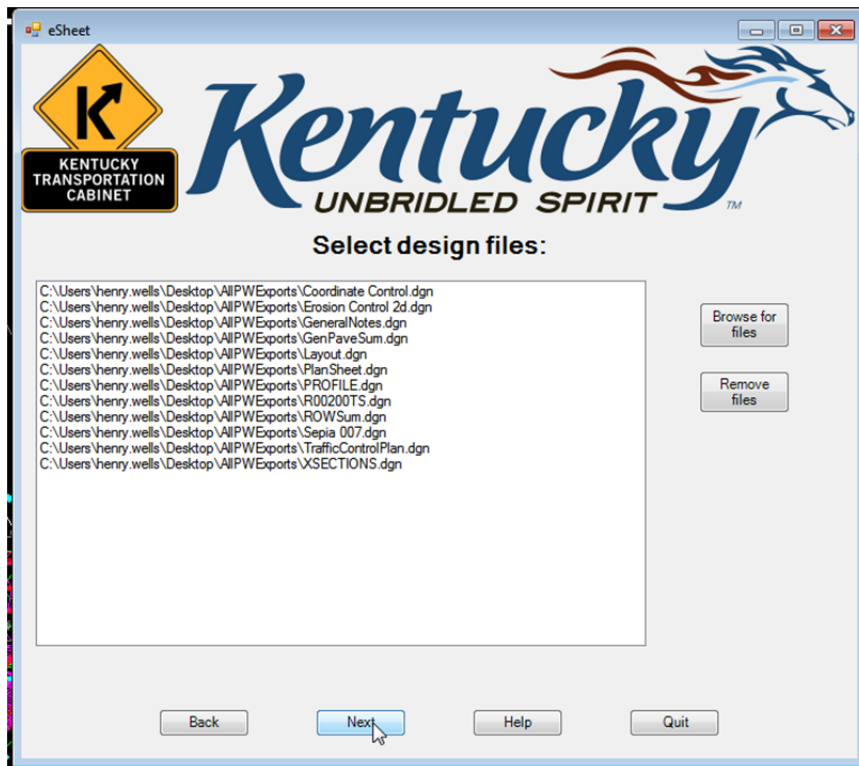 eSheet
KENTUCKY
TRANSPORTATION
CABINET
Kentucky
UNBRIDLED SPIRIT
TM
Select design files:
C:\Users\henry.wells\Desktop\AllPWExports\Coordinate Control.dgn
C:\Users\henry.wells\Desktop\AllPWExports\Erosion Control 2d.dgn
C:\Users\henry.wells\Desktop\AllPWExports\GeneralNotes.dgn
C:\Users\henry.wells\Desktop\AllPWExports\GenPaveSum.dgn
C:\Users\henry.wells\Desktop\AllPWExports\Layout.dgn
C:\Users\henry.wells\Desktop\AllPWExports\PlanSheet.dgn
C:\Users\henry.wells\Desktop\AllPWExports\PROFILE.dgn
C:\Users\henry.wells\Desktop\AllPWExports\R00200TS.dgn
C:\Users\henry.wells\Desktop\AllPWExports\ROWSum.dgn
C:\Users\henry.wells\Desktop\AllPWExports\Sepia 007.dgn
C:\Users\henry.wells\Desktop\AllPWExports\TrafficControlPlan.dgn
C:\Users\henry.wells\Desktop\AllPWExports\XSECTIONS.dgn
Browse for
files
Remove
files
Back
Next
Help
Quit